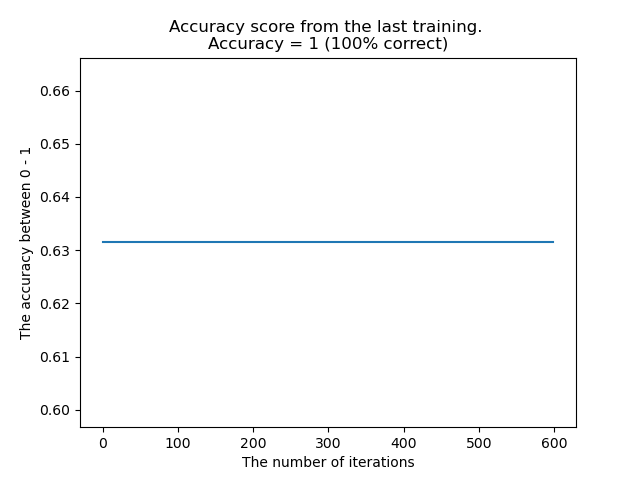 Accuracy score from the last training.
Accuracy = 1 (100% correct)
The accuracy between 0 - 1
0.66
0.65
0.64
0.63
0.62
0.61
0.60
0 100 200 300 400 500 600
The number of iterations